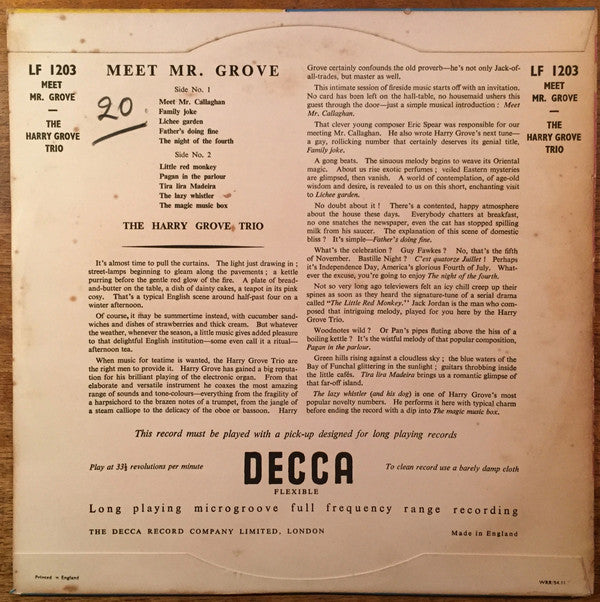 LF 1203
MEET
MR. GROVE
—
THE
HARRY GROVE
TRIO
20
MEET MR. GROVE
Side No. 1
Meet Mr. Callaghan
Family joke
Lichee garden
Father's doing fine
The night of the fourth
Side No. 2
Little red monkey
Pagan in the parlour
Tira lira Madeira
The lazy whistler
The magic music box
THE HARRY GROVE TRIO
It's almost time to pull the curtains. The light just drawing in ;
street-lamps beginning to gleam along the pavements ; a kettle
purring before the gentle red glow of the fire. A plate of bread-
and-butter on the table, a dish of dainty cakes, a teapot in its pink
cosy. That's a typical English scene around half-past four on a
winter afternoon.
Of course, it may be summertime instead, with cucumber sand-
wiches and dishes of strawberries and thick cream. But whatever
the weather, whenever the season, a little music gives added pleasure
to that delightful English institution—some even call it a ritual—
afternoon tea.
When music for teatime is wanted, the Harry Grove Trio are
the right men to provide it. Harry Grove has gained a big reputa-
tion for his brilliant playing of the electronic organ. From that
elaborate and versatile instrument he coaxes the most amazing
range of sounds and tone-colours—everything from the fragility of
a harpsichord to the brazen notes of a trumpet, from the jangle of
a steam calliope to the delicacy of the oboe or bassoon. Harry
Grove certainly confounds the old proverb—he's not only Jack-of-
all-trades, but master as well.
This intimate session of fireside music starts off with an invitation.
No card has been left on the hall-table, no housemaid ushers this
guest through the door—just a simple musical introduction : Meet
Mr. Callaghan.
That clever young composer Eric Spear was responsible for our
meeting Mr. Callaghan. He also wrote Harry Grove's next tune—
a gay, rollicking number that certainly deserves its genial title,
Family joke.
A gong beats. The sinuous melody begins to weave its Oriental
magic. About us rise exotic perfumes ; veiled Eastern mysteries
are glimpsed, then vanish. A world of contemplation, of age-old
wisdom and desire, is revealed to us on this short, enchanting visit
to Lichee garden.
No doubt about it ! There's a contented, happy atmosphere
about the house these days. Everybody chatters at breakfast,
no one snatches the newspaper, even the cat has stopped spilling
milk from his saucer. The explanation of this scene of domestic
bliss ? It's simple—Father's doing fine.
What's the celebration ? Guy Fawkes ? No, that's the fifth
of November. Bastille Night ? C'est quatorze Juillet ! Perhaps
it's Independence Day, America's glorious Fourth of July. What-
ever the excuse, you're going to enjoy The night of the fourth.
Not so very long ago televiewers felt an icy chill creep up their
spines as soon as they heard the signature-tune of a serial drama
called "The Little Red Monkey." Jack Jordan is the man who com-
posed that intriguing melody, played for you here by the Harry
Grove Trio.
Woodnotes wild ? Or Pan's pipes fluting above the hiss of a
boiling kettle ? It's the wistful melody of that popular composition,
Pagan in the parlour.
Green hills rising against a cloudless sky ; the blue waters of the
Bay of Funchal glittering in the sunlight ; guitars throbbing inside
the little cafés. Tira lira Madeira brings us a romantic glimpse of
that far-off island.
The lazy whistler (and his dog) is one of Harry Grove's most
popular novelty numbers. He performs it here with typical charm
before ending the record with a dip into The magic music box.
LF 1203
MEET
MR. GROVE
—
THE
HARRY GROVE
TRIO
This record must be played with a pick-up designed for long playing records
Play at 33⅓ revolutions per minute
DECCA
FLEXIBLE
To clean record use a barely damp cloth
Long playing microgroove full frequency range recording
THE DECCA RECORD COMPANY LIMITED, LONDON
Made in England
Printed in England
WRR 54.11